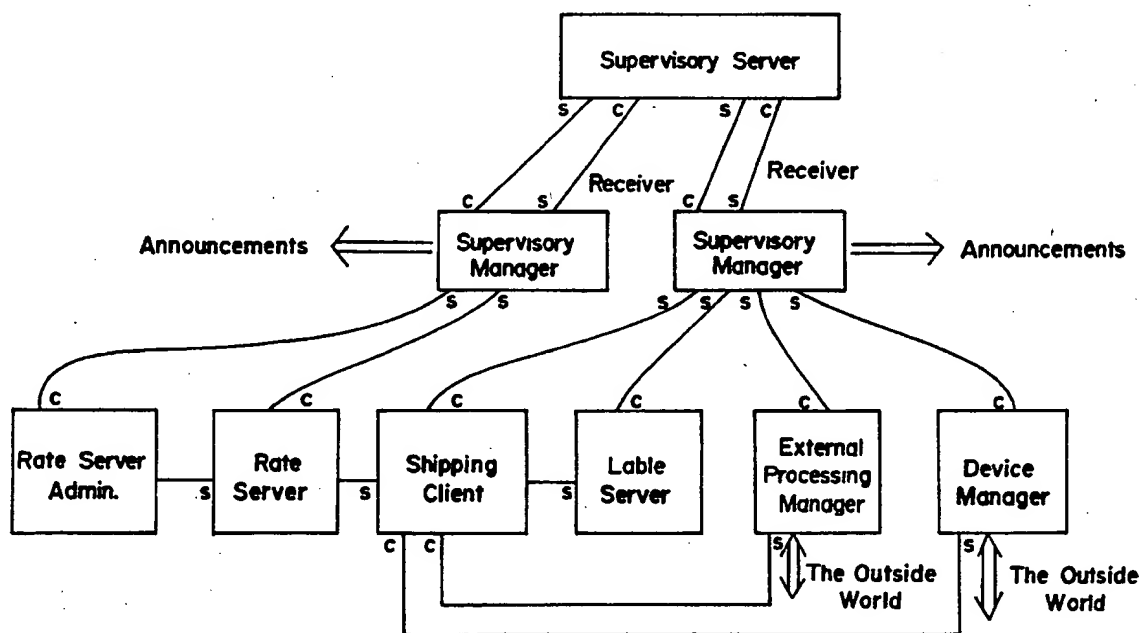 Supervisory Server
S C S C
Receiver
Receiver
C S C S
Announcements
Supervisory
Manager
Supervisory
Manager
Announcements
S S S S S S
C C C C C C
Rate Server
Admin.
Rate
Server
Shipping
Client
Lable
Server
External
Processing
Manager
Device
Manager
S S S
C C S S
The Outside
World
The Outside
World